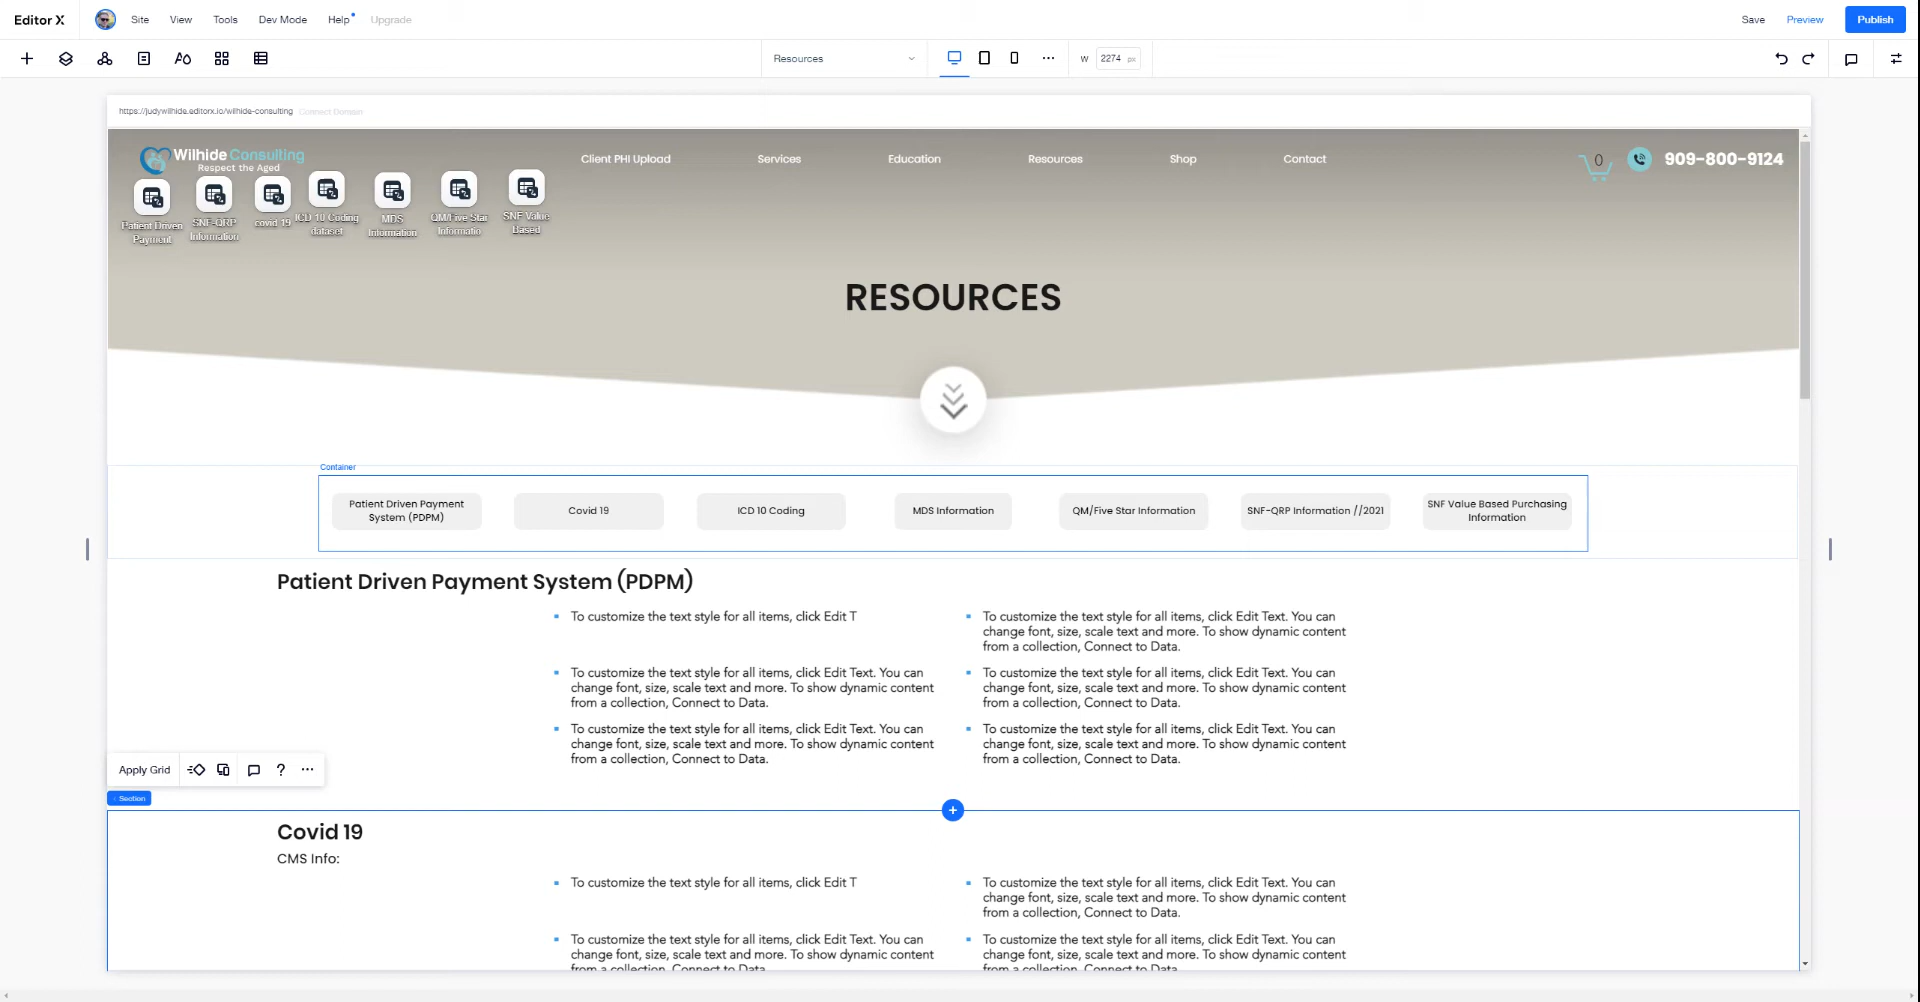 Editor X
Site
View
Tools
Dev Mode
Help
Upgrade
Save
Preview
Publish
Resources
W
2274
px
https://judywilhide.editorx.io/wilhide-consulting
Connect Domain
Wilhide Consulting
Respect the Aged
Client PHI Upload
Services
Education
Resources
Shop
Contact
0
909-800-9124
Patient Driven
Payment
SNF-QRP
Information
covid 19
ICD 10 Coding
dataset
MDS
Information
QM/Five Star
Informatio
SNF Value
Based
RESOURCES
Container
Patient Driven Payment
System (PDPM)
Covid 19
ICD 10 Coding
MDS Information
QM/Five Star Information
SNF-QRP Information //2021
SNF Value Based Purchasing
Information
Patient Driven Payment System (PDPM)
To customize the text style for all items, click Edit T
To customize the text style for all items, click Edit Text. You can
change font, size, scale text and more. To show dynamic content
from a collection, Connect to Data.
To customize the text style for all items, click Edit Text. You can
change font, size, scale text and more. To show dynamic content
from a collection, Connect to Data.
To customize the text style for all items, click Edit Text. You can
change font, size, scale text and more. To show dynamic content
from a collection, Connect to Data.
To customize the text style for all items, click Edit Text. You can
change font, size, scale text and more. To show dynamic content
from a collection, Connect to Data.
To customize the text style for all items, click Edit Text. You can
change font, size, scale text and more. To show dynamic content
from a collection, Connect to Data.
Apply Grid
?
Section
Covid 19
CMS Info:
To customize the text style for all items, click Edit T
To customize the text style for all items, click Edit Text. You can
change font, size, scale text and more. To show dynamic content
from a collection, Connect to Data.
To customize the text style for all items, click Edit Text. You can
change font, size, scale text and more. To show dynamic content
from a collection, Connect to Data.
To customize the text style for all items, click Edit Text. You can
change font, size, scale text and more. To show dynamic content
from a collection, Connect to Data.